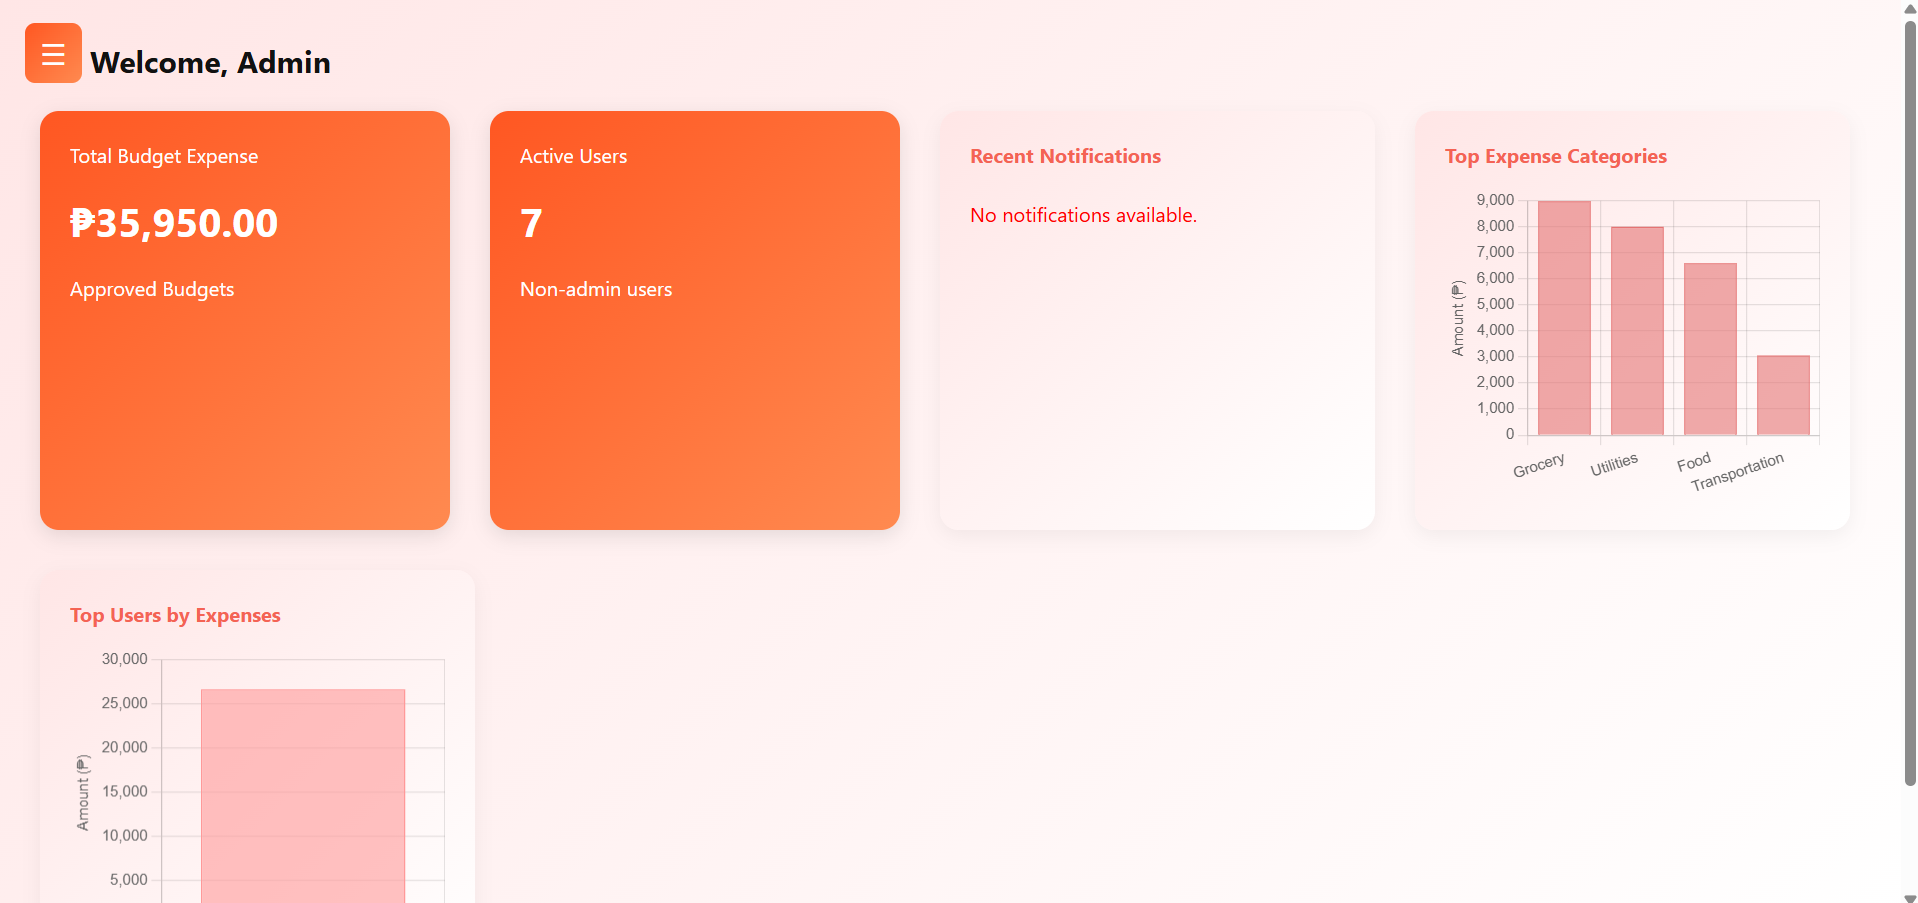 ☰ Welcome, Admin
Total Budget Expense
₱35,950.00
Approved Budgets
Active Users
7
Non-admin users
Recent Notifications
No notifications available.
Top Expense Categories
9,000
8,000
7,000
6,000
5,000
4,000
3,000
2,000
1,000
0
Amount (₱)
Grocery
Utilities
Food
Transportation
Top Users by Expenses
30,000
25,000
20,000
15,000
10,000
5,000
Amount (₱)